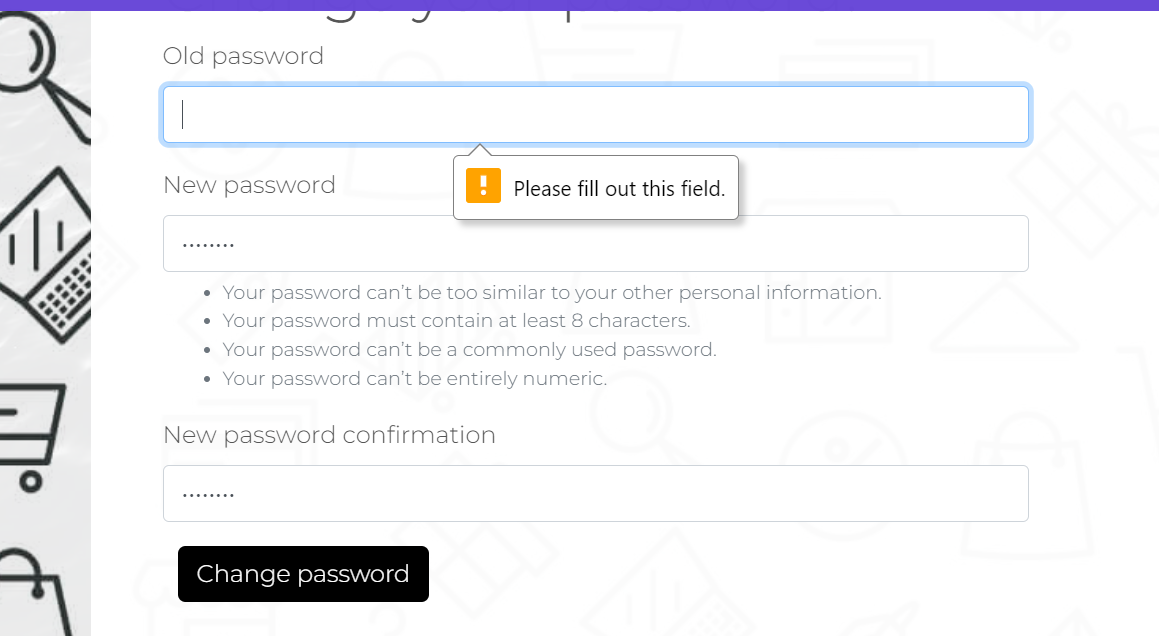 Old password
Please fill out this field.
New password
........
Your password can't be too similar to your other personal information.
Your password must contain at least 8 characters.
Your password can't be a commonly used password.
Your password can't be entirely numeric.
New password confirmation
........
Change password